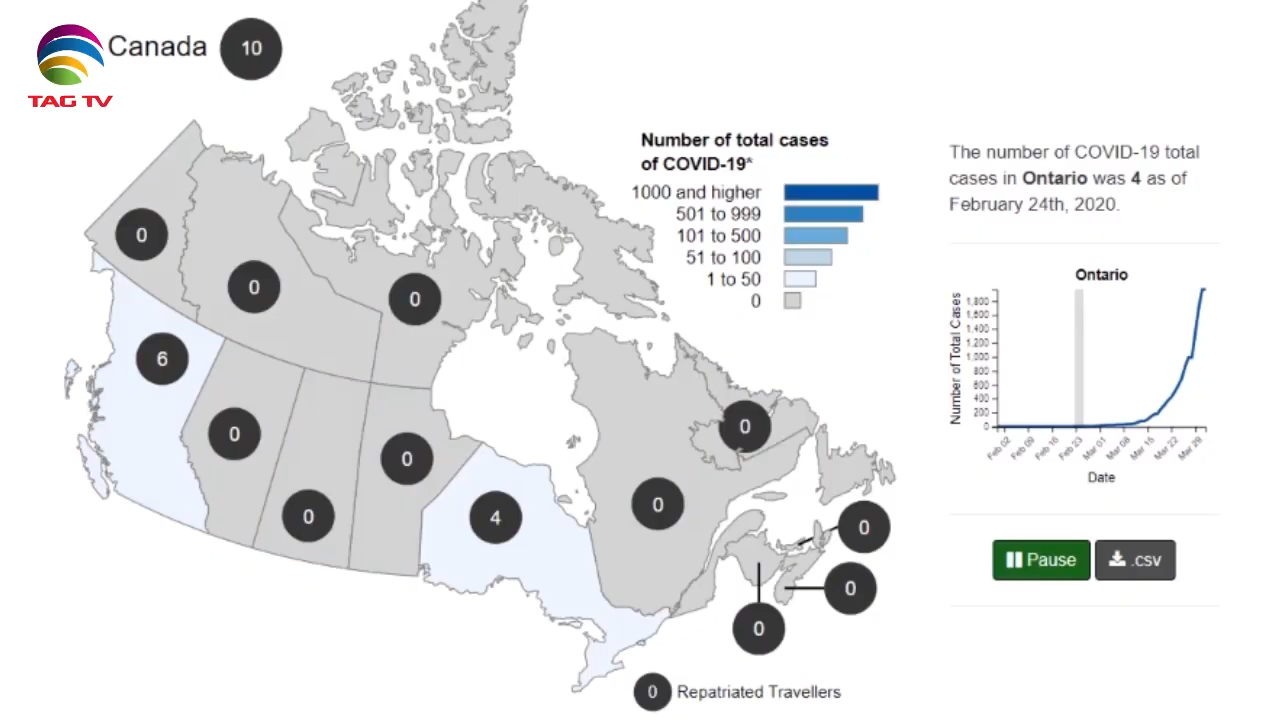 Canada 10
TAG TV
Number of total cases
of COVID-19*
1000 and higher
501 to 999
101 to 500
51 to 100
1 to 50
0
0
0
0
6
0
0
0
4
0
0
0
0
0
0 Repatriated Travellers
The number of COVID-19 total
cases in Ontario was 4 as of
February 24th, 2020.
Ontario
Number of Total Cases
1,800
1,600
1,400
1,200
1,000
800
600
400
200
0
Feb 02
Feb 09
Feb 16
Feb 23
Mar 01
Mar 08
Mar 15
Mar 22
Mar 29
Date
Pause
.csv